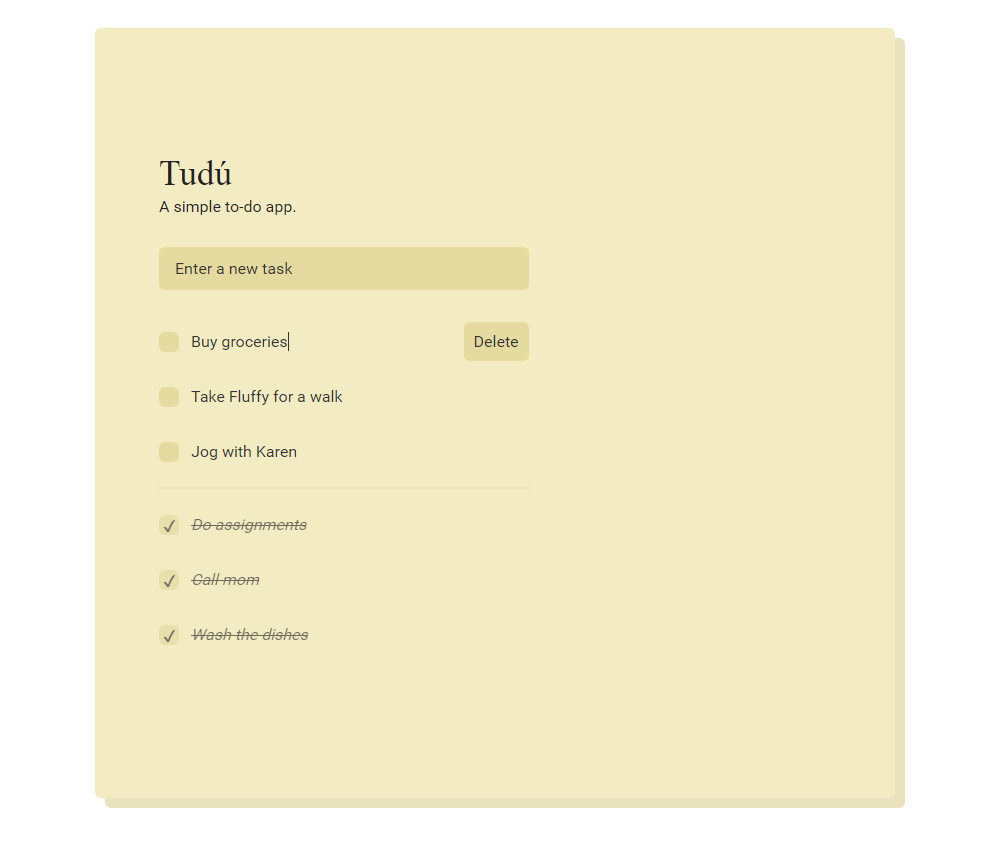 Tudú
A simple to-do app.
Enter a new task
Buy groceries
Delete
Take Fluffy for a walk
Jog with Karen
Do assignments
Call mom
Wash the dishes